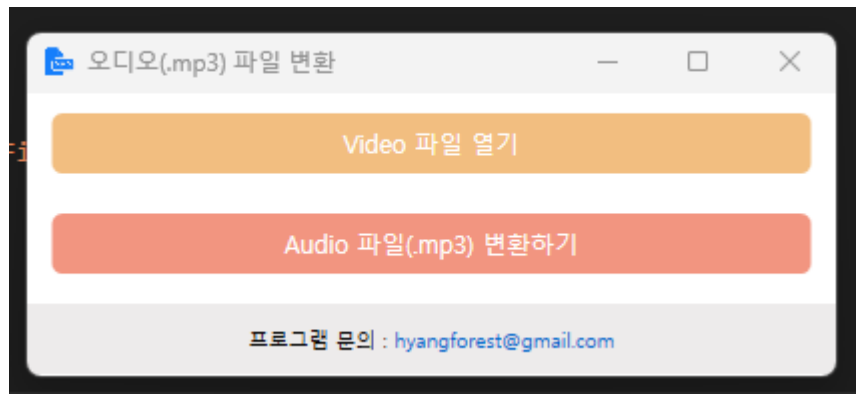 오디오(.mp3) 파일 변환
Video 파일 열기
Audio 파일(.mp3) 변환하기
프로그램 문의 : hyangforest@gmail.com